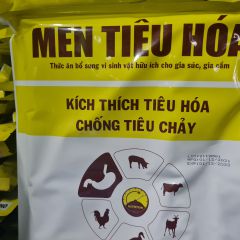 MEN TIÊU HÓA
Thức ăn bổ sung vi sinh vật hữu ích cho gia súc, gia cầm
KÍCH THÍCH TIÊU HÓA
CHỐNG TIÊU CHẢY